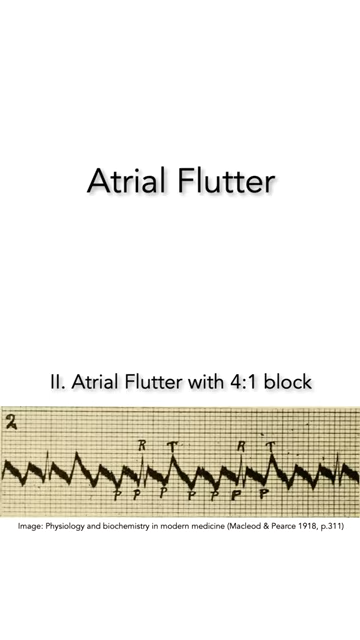 Atrial Flutter
II. Atrial Flutter with 4:1 block
2
R T R T
P P P P P P P
Image: Physiology and biochemistry in modern medicine (Macleod & Pearce 1918, p.311)